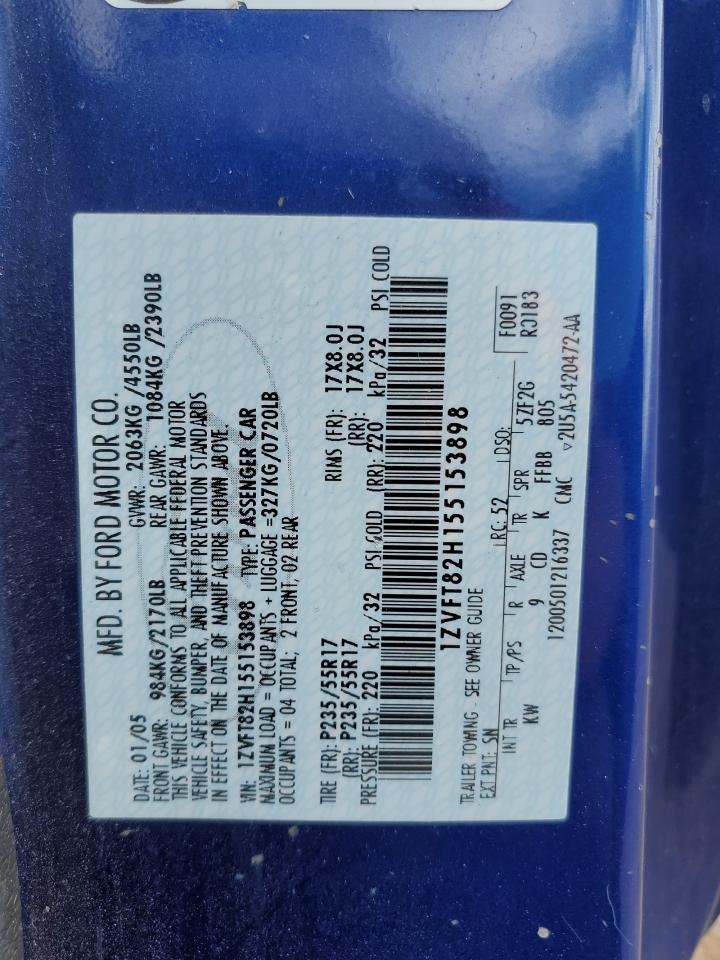 MFD. BY FORD MOTOR CO.
DATE: 01/05 GVWR: 2063KG /4550LB
FRONT GAWR: 984KG/2170LB REAR GAWR: 1084KG /2390LB
THIS VEHICLE CONFORMS TO ALL APPLICABLE FEDERAL MOTOR
VEHICLE SAFETY, BUMPER, AND THEFT PREVENTION STANDARDS
IN EFFECT ON THE DATE OF MANUFACTURE SHOWN ABOVE.
VIN: 1ZVFT82H155153898 TYPE: PASSENGER CAR
MAXIMUM LOAD = OCCUPANTS + LUGGAGE =327KG/0720LB
OCCUPANTS = 04 TOTAL; 2 FRONT, 02 REAR
TIRE (FR): P235/55R17 RIMS (FR): 17X8.0J
(RR): P235/55R17 (RR): 17X8.0J
PRESSURE (FR): 220 kPa/32 PSI COLD (RR): 220 kPa/32 PSI COLD
1ZVFT82H155153898
TRAILER TOWING - SEE OWNER GUIDE
EXT PNT: SN RC: 52 DSO: F0091
RJ183
INT TR TP/PS R AXLE TR SPR 5ZF2G
KW 9 CD K FFBB 805
1200501216337 CMC ▽2U5A-5420472-AA